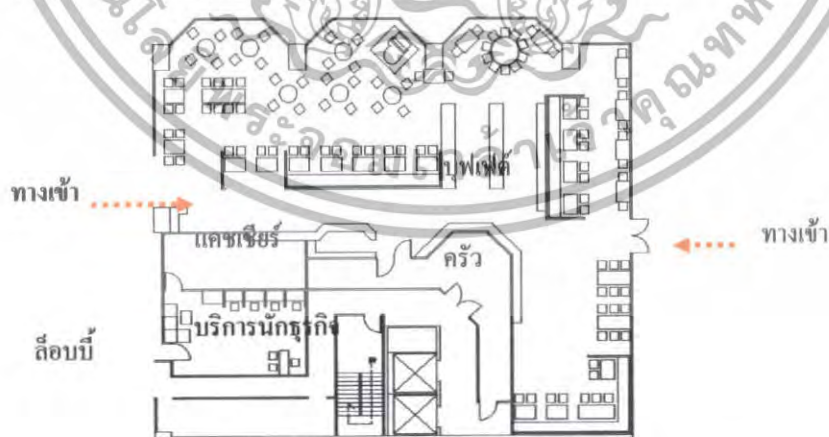 บุฟเฟ่ต์
ทางเข้า
แคชเชียร์
ครัว
ทางเข้า
บริการนักธุรกิจ
ล็อบบี้